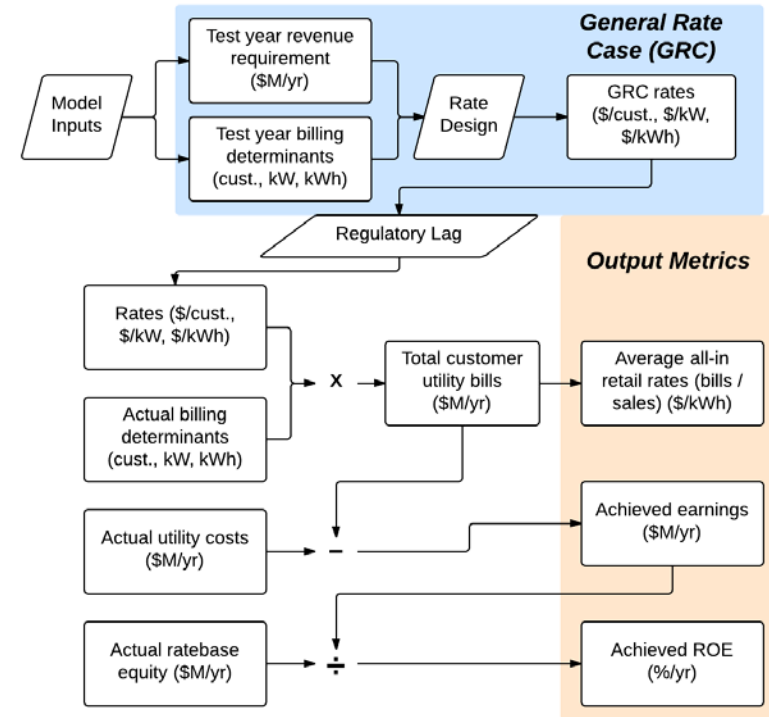 General Rate
Case (GRC)
Test year revenue
requirement
($M/yr)
Model
Inputs
Test year billing
determinants
(cust., kW, kWh)
Rate
Design
GRC rates
($/cust., $/kW,
$/kWh)
Regulatory Lag
Output Metrics
Rates ($/cust.,
$/kW, $/kWh)
Actual billing
determinants
(cust., kW, kWh)
X
Total customer
utility bills
($M/yr)
Average all-in
retail rates (bills /
sales) ($/kWh)
Actual utility costs
($M/yr)
−
Achieved earnings
($M/yr)
Actual ratebase
equity ($M/yr)
÷
Achieved ROE
(%/yr)